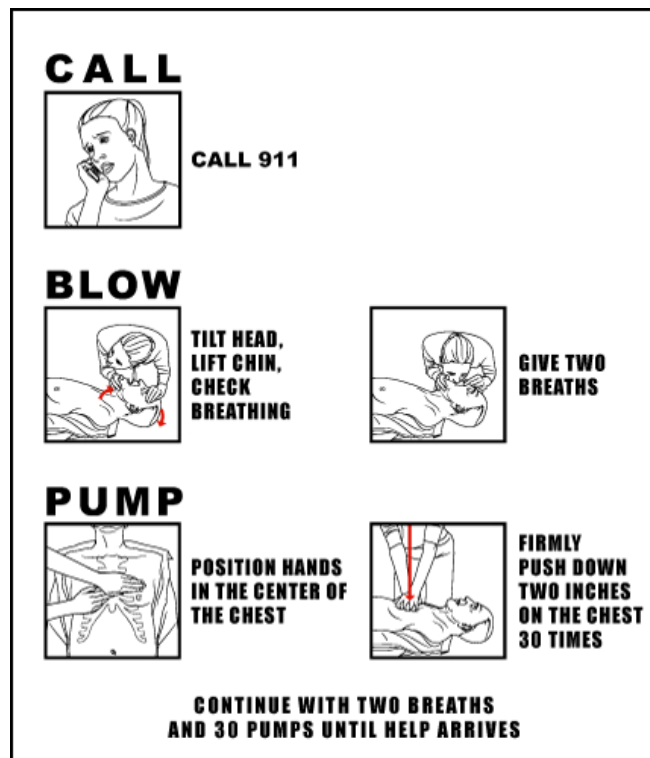 CALL
CALL 911
BLOW
TILT HEAD,
LIFT CHIN,
CHECK
BREATHING
GIVE TWO
BREATHS
PUMP
POSITION HANDS
IN THE CENTER OF
THE CHEST
FIRMLY
PUSH DOWN
TWO INCHES
ON THE CHEST
30 TIMES
CONTINUE WITH TWO BREATHS
AND 30 PUMPS UNTIL HELP ARRIVES